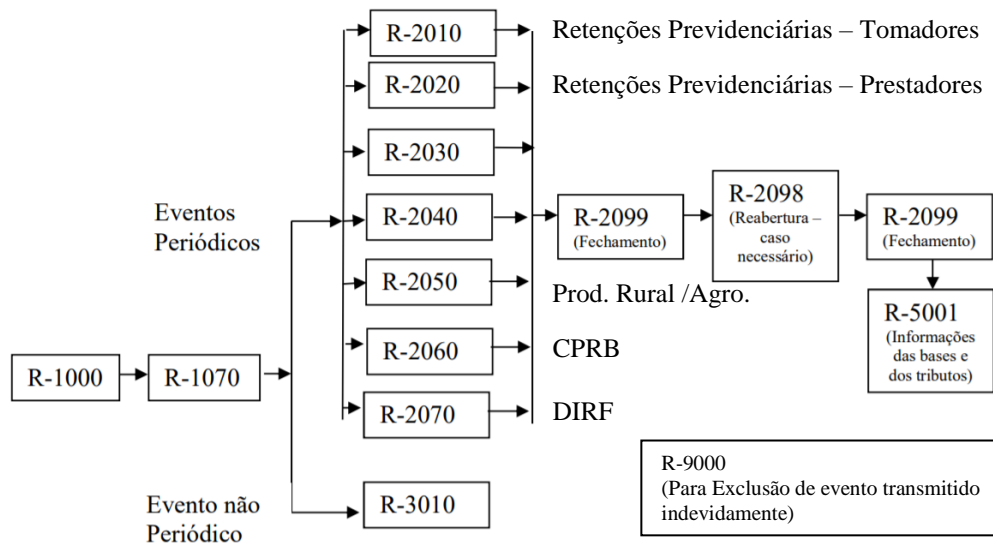 R-2010
Retenções Previdenciárias – Tomadores
R-2020
Retenções Previdenciárias – Prestadores
R-2030
Eventos
Periódicos
R-2040
R-2099
(Fechamento)
R-2098
(Reabertura –
caso
necessário)
R-2099
(Fechamento)
R-2050
Prod. Rural /Agro.
R-5001
(Informações
das bases e
dos tributos)
R-2060
CPRB
R-1000
R-1070
R-2070
DIRF
R-9000
(Para Exclusão de evento transmitido
indevidamente)
Evento não
Periódico
R-3010